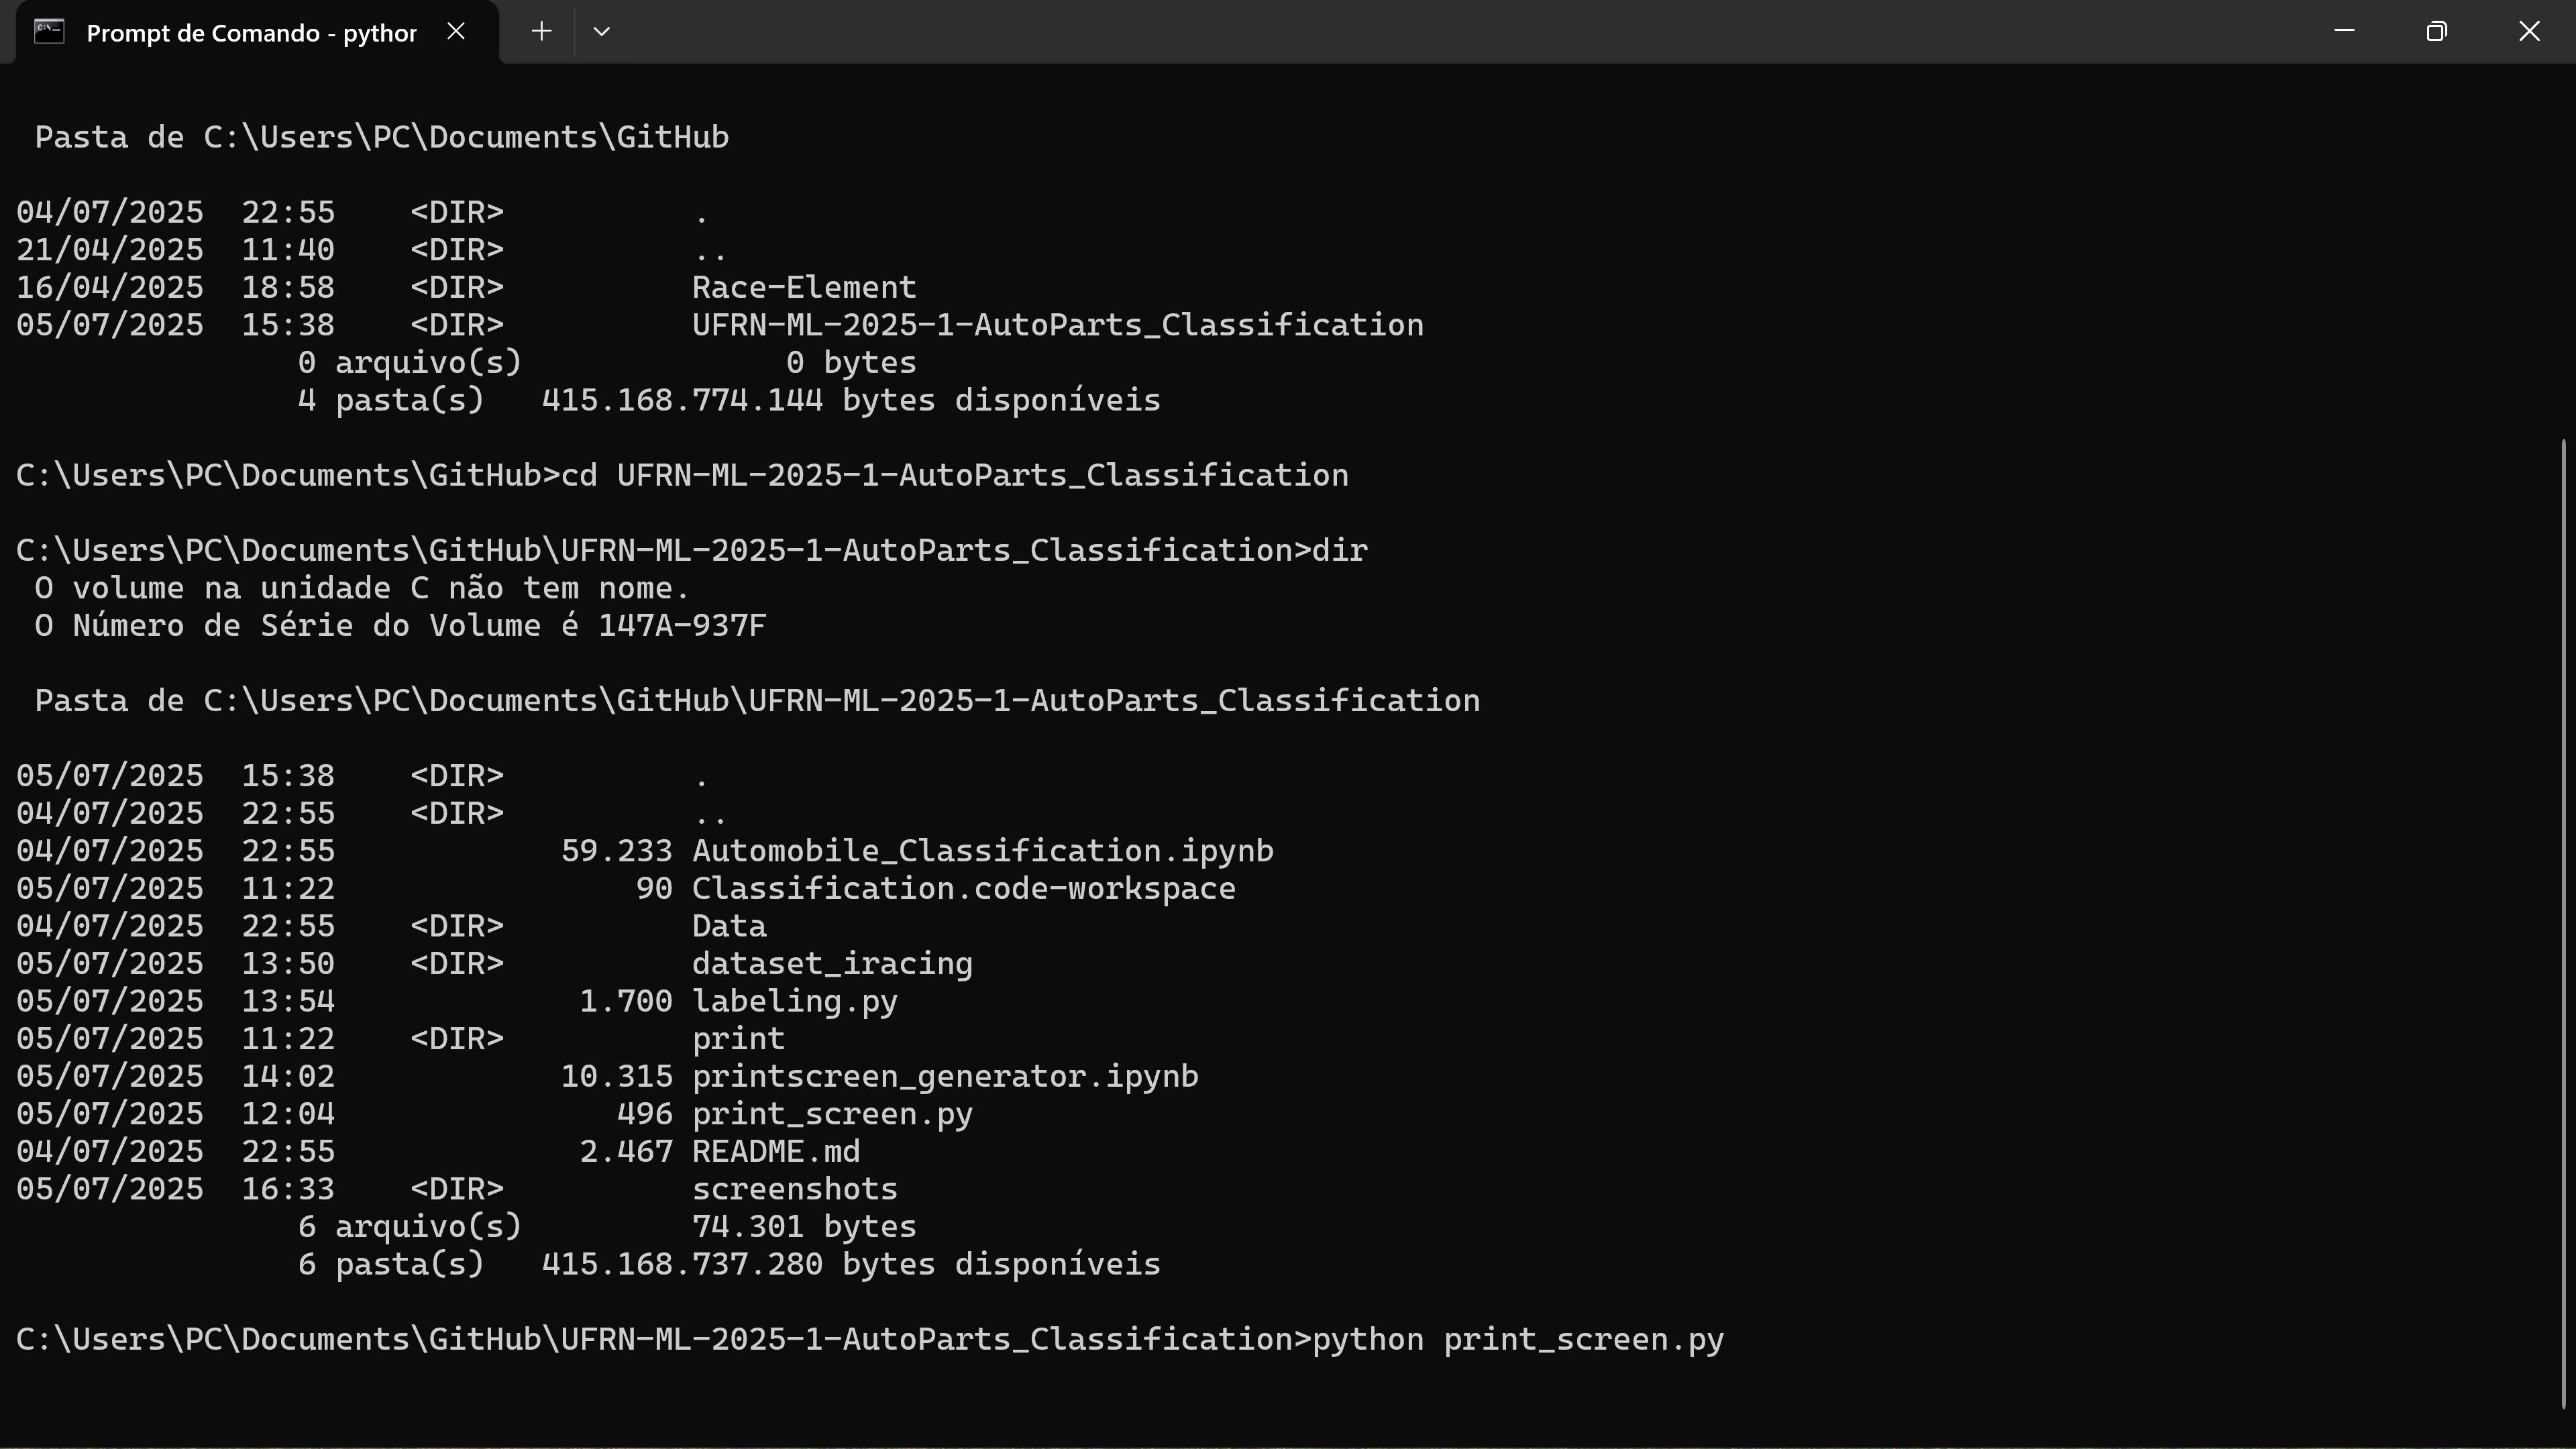 Prompt de Comando - python
Pasta de C:\Users\PC\Documents\GitHub
04/07/2025  22:55    <DIR>          .
21/04/2025  11:40    <DIR>          ..
16/04/2025  18:58    <DIR>          Race-Element
05/07/2025  15:38    <DIR>          UFRN-ML-2025-1-AutoParts_Classification
0 arquivo(s)              0 bytes
4 pasta(s)   415.168.774.144 bytes disponíveis
C:\Users\PC\Documents\GitHub>cd UFRN-ML-2025-1-AutoParts_Classification
C:\Users\PC\Documents\GitHub\UFRN-ML-2025-1-AutoParts_Classification>dir
O volume na unidade C não tem nome.
O Número de Série do Volume é 147A-937F
Pasta de C:\Users\PC\Documents\GitHub\UFRN-ML-2025-1-AutoParts_Classification
05/07/2025  15:38    <DIR>          .
04/07/2025  22:55    <DIR>          ..
04/07/2025  22:55            59.233 Automobile_Classification.ipynb
05/07/2025  11:22                90 Classification.code-workspace
04/07/2025  22:55    <DIR>          Data
05/07/2025  13:50    <DIR>          dataset_iracing
05/07/2025  13:54             1.700 labeling.py
05/07/2025  11:22    <DIR>          print
05/07/2025  14:02            10.315 printscreen_generator.ipynb
05/07/2025  12:04               496 print_screen.py
04/07/2025  22:55             2.467 README.md
05/07/2025  16:33    <DIR>          screenshots
6 arquivo(s)         74.301 bytes
6 pasta(s)   415.168.737.280 bytes disponíveis
C:\Users\PC\Documents\GitHub\UFRN-ML-2025-1-AutoParts_Classification>python print_screen.py